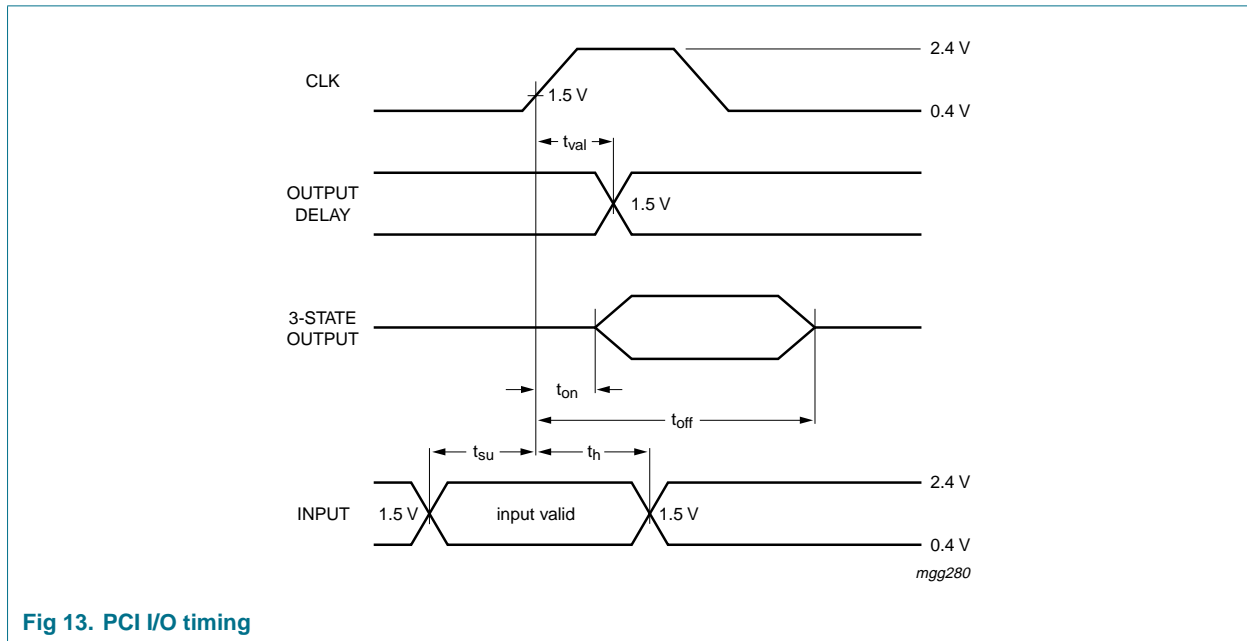 2.4 V
CLK
1.5 V
0.4 V
tval
OUTPUT
DELAY
1.5 V
3-STATE
OUTPUT
ton
toff
tsu
th
2.4 V
INPUT
1.5 V
input valid
1.5 V
0.4 V
mgg280
Fig 13. PCI I/O timing